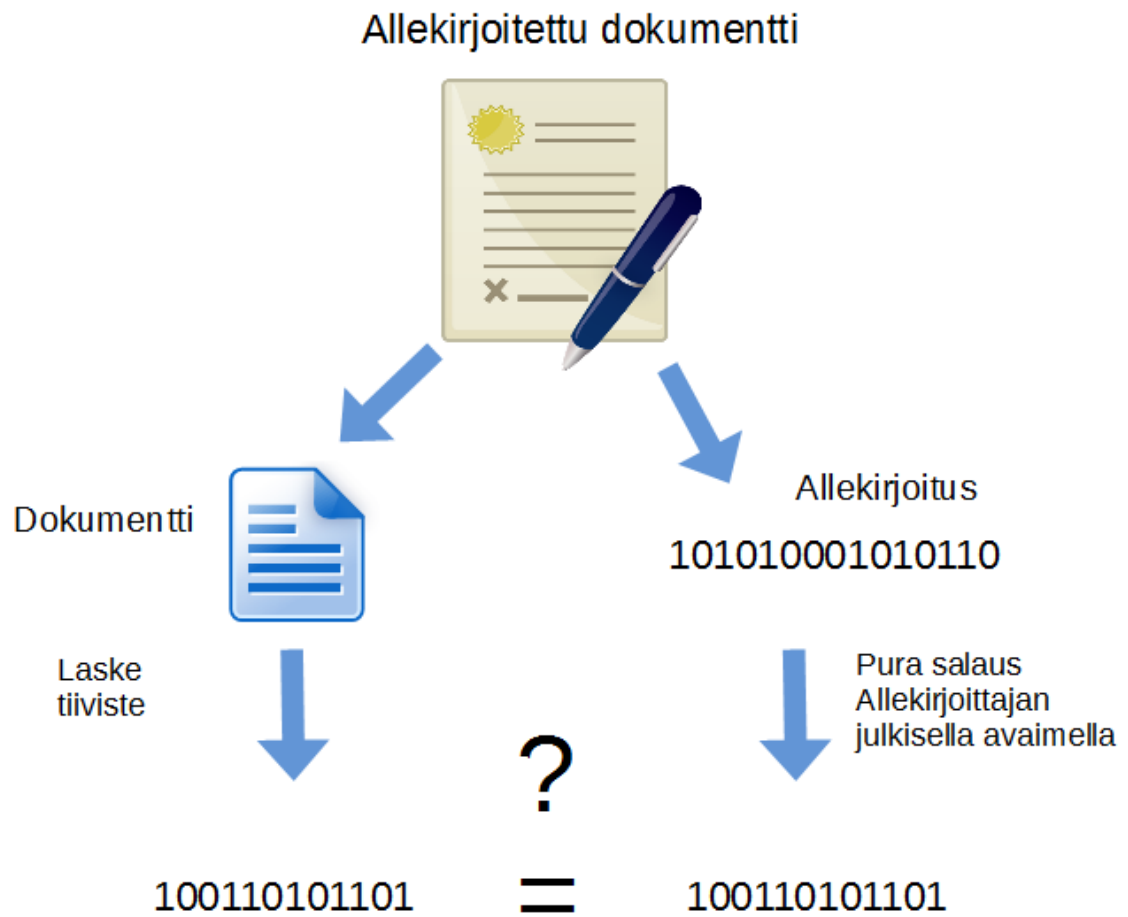 Allekirjoitettu dokumentti
Dokumentti
Allekirjoitus
101010001010110
Laske
tiiviste
Pura salaus
Allekirjoittajan
julkisella avaimella
?
100110101101 = 100110101101